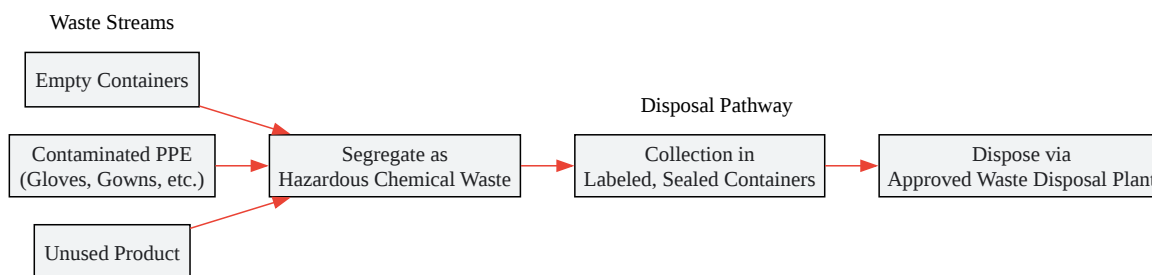 Waste Streams
Empty Containers
Contaminated PPE
(Gloves, Gowns, etc.)
Unused Product
Segregate as
Hazardous Chemical Waste
Disposal Pathway
Collection in
Labeled, Sealed Containers
Dispose via
Approved Waste Disposal Plant